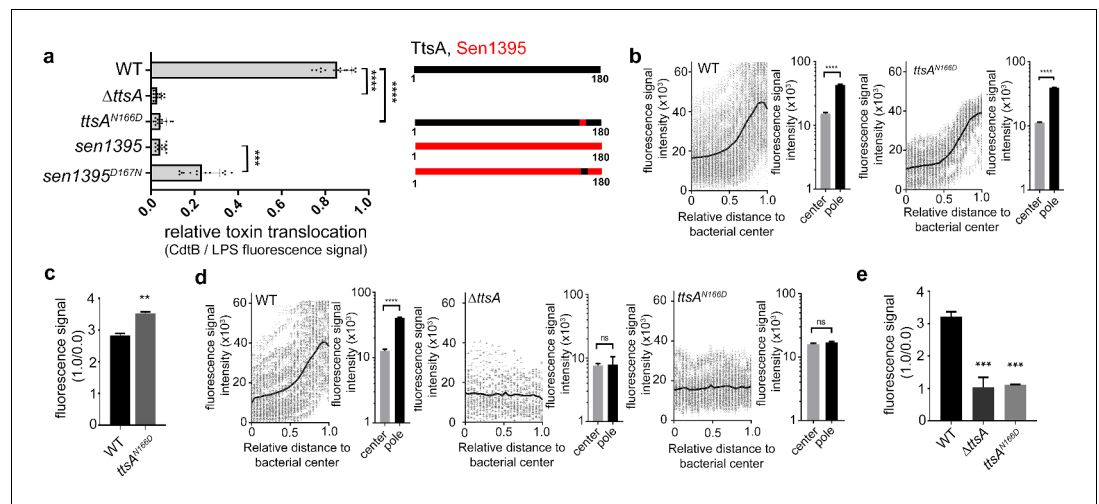 a
TtsA, Sen1395
WT
ΔttsA
ttsA^N166D
sen1395
sen1395^D167N
****
****
***
1 180
1 180
1 180
1 180
0.0 0.2 0.4 0.6 0.8 1.0
relative toxin translocation
(CdtB / LPS fluorescence signal)
b
fluorescence signal
intensity (x10³)
60
40
20
0
WT
0.0 0.5 1.0
Relative distance to
bacterial center
fluorescence signal
intensity (x10³)
100
10
1
****
center
pole
fluorescence signal
intensity (x10³)
60
40
20
0
ttsA^N166D
0.0 0.5 1.0
Relative distance to
bacterial center
fluorescence signal
intensity (x10³)
100
10
1
****
center
pole
c
fluorescence signal
(1.0/0.0)
4
3
2
1
0
**
WT
ttsA^N166D
d
fluorescence signal
intensity (x10³)
60
40
20
0
WT
0 0.5 1.0
Relative distance to
bacterial center
fluorescence signal
intensity (x10³)
100
10
1
****
center
pole
60
40
20
0
ΔttsA
0.0 0.5 1.0
Relative distance to
bacterial center
fluorescence signal
intensity (x10³)
100
10
1
ns
center
pole
fluorescence signal
intensity (x10³)
60
40
20
0
ttsA^N166D
0.0 0.5 1.0
Relative distance to
bacterial center
fluorescence signal
intensity (x10³)
100
10
1
ns
center
pole
e
fluorescence signal
(1.0/0.0)
4
3
2
1
0
*** ***
WT
ΔttsA
ttsA^N166D